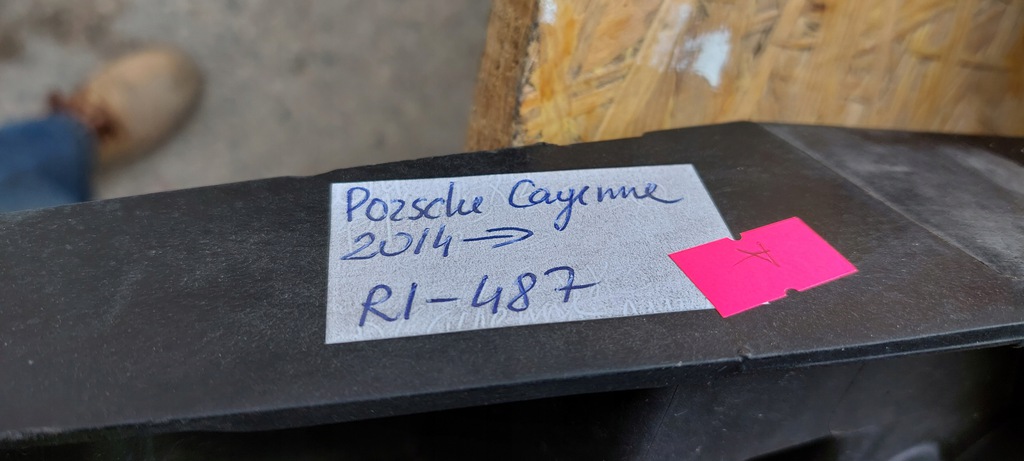 Porsche Cayenne
2014 →
R1-487